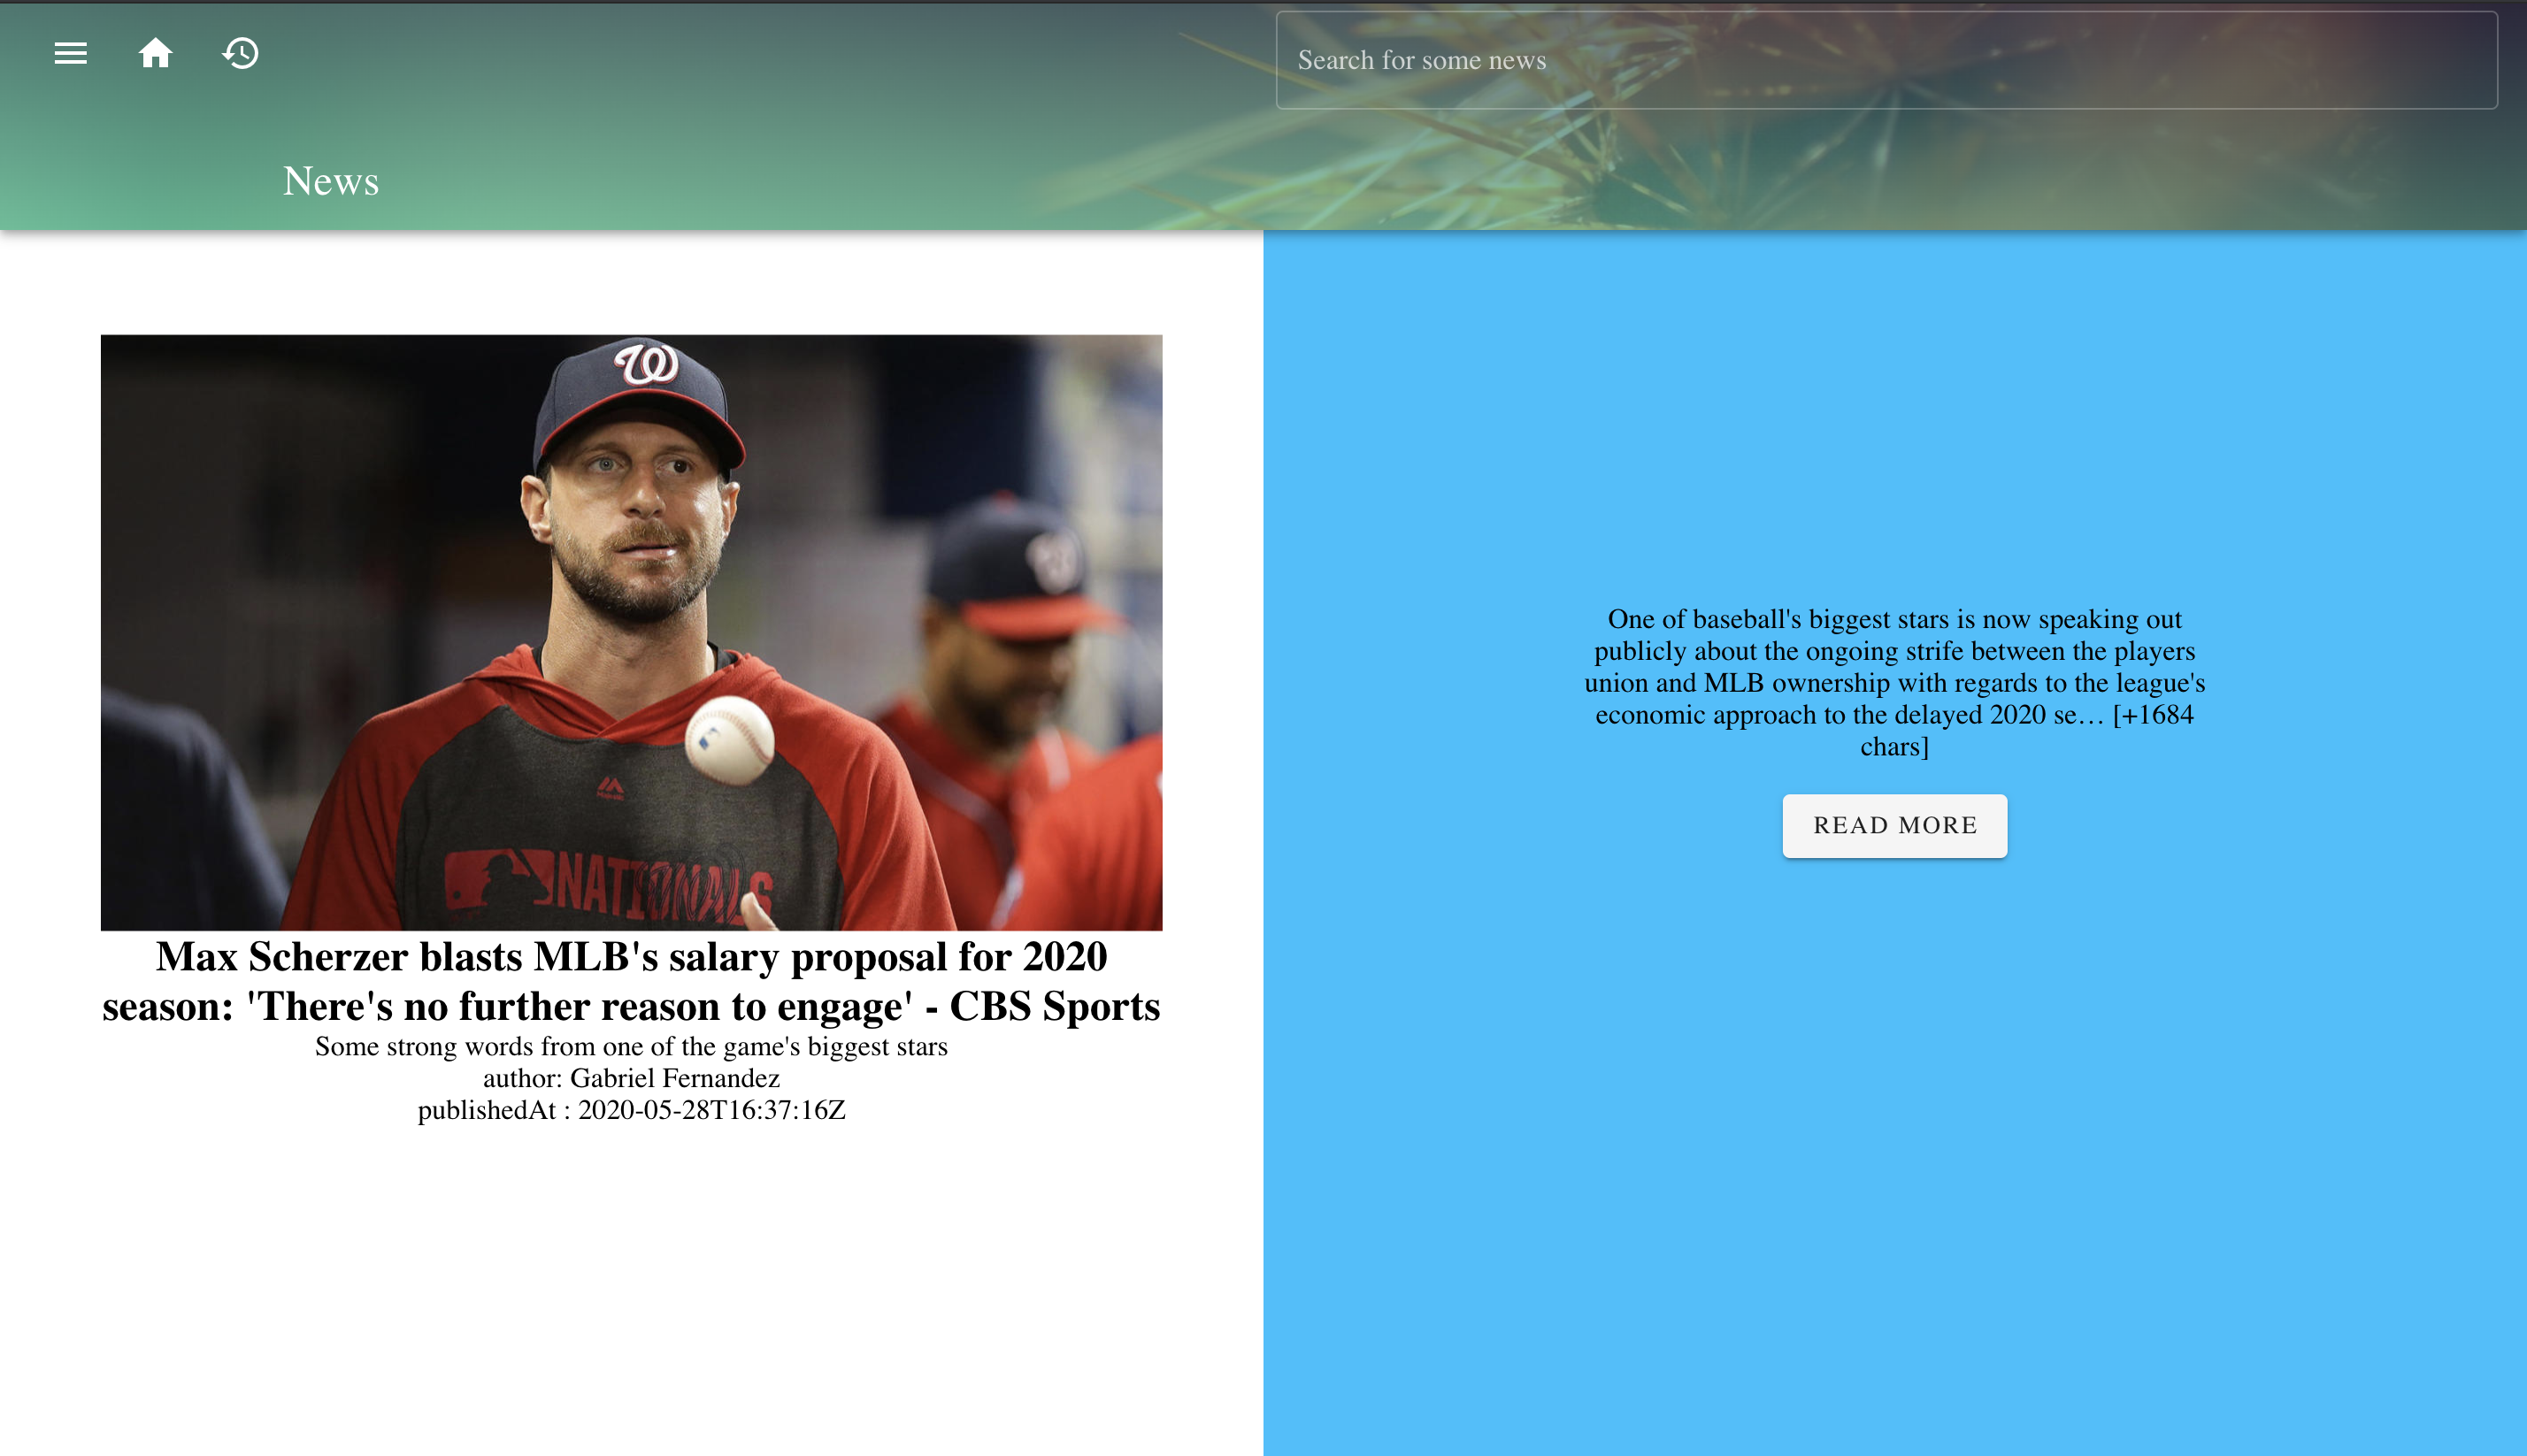 Search for some news
News
W
W
Majestic
NATIONALS
Max Scherzer blasts MLB's salary proposal for 2020
season: 'There's no further reason to engage' - CBS Sports
Some strong words from one of the game's biggest stars
author: Gabriel Fernandez
publishedAt : 2020-05-28T16:37:16Z
One of baseball's biggest stars is now speaking out
publicly about the ongoing strife between the players
union and MLB ownership with regards to the league's
economic approach to the delayed 2020 se… [+1684
chars]
READ MORE